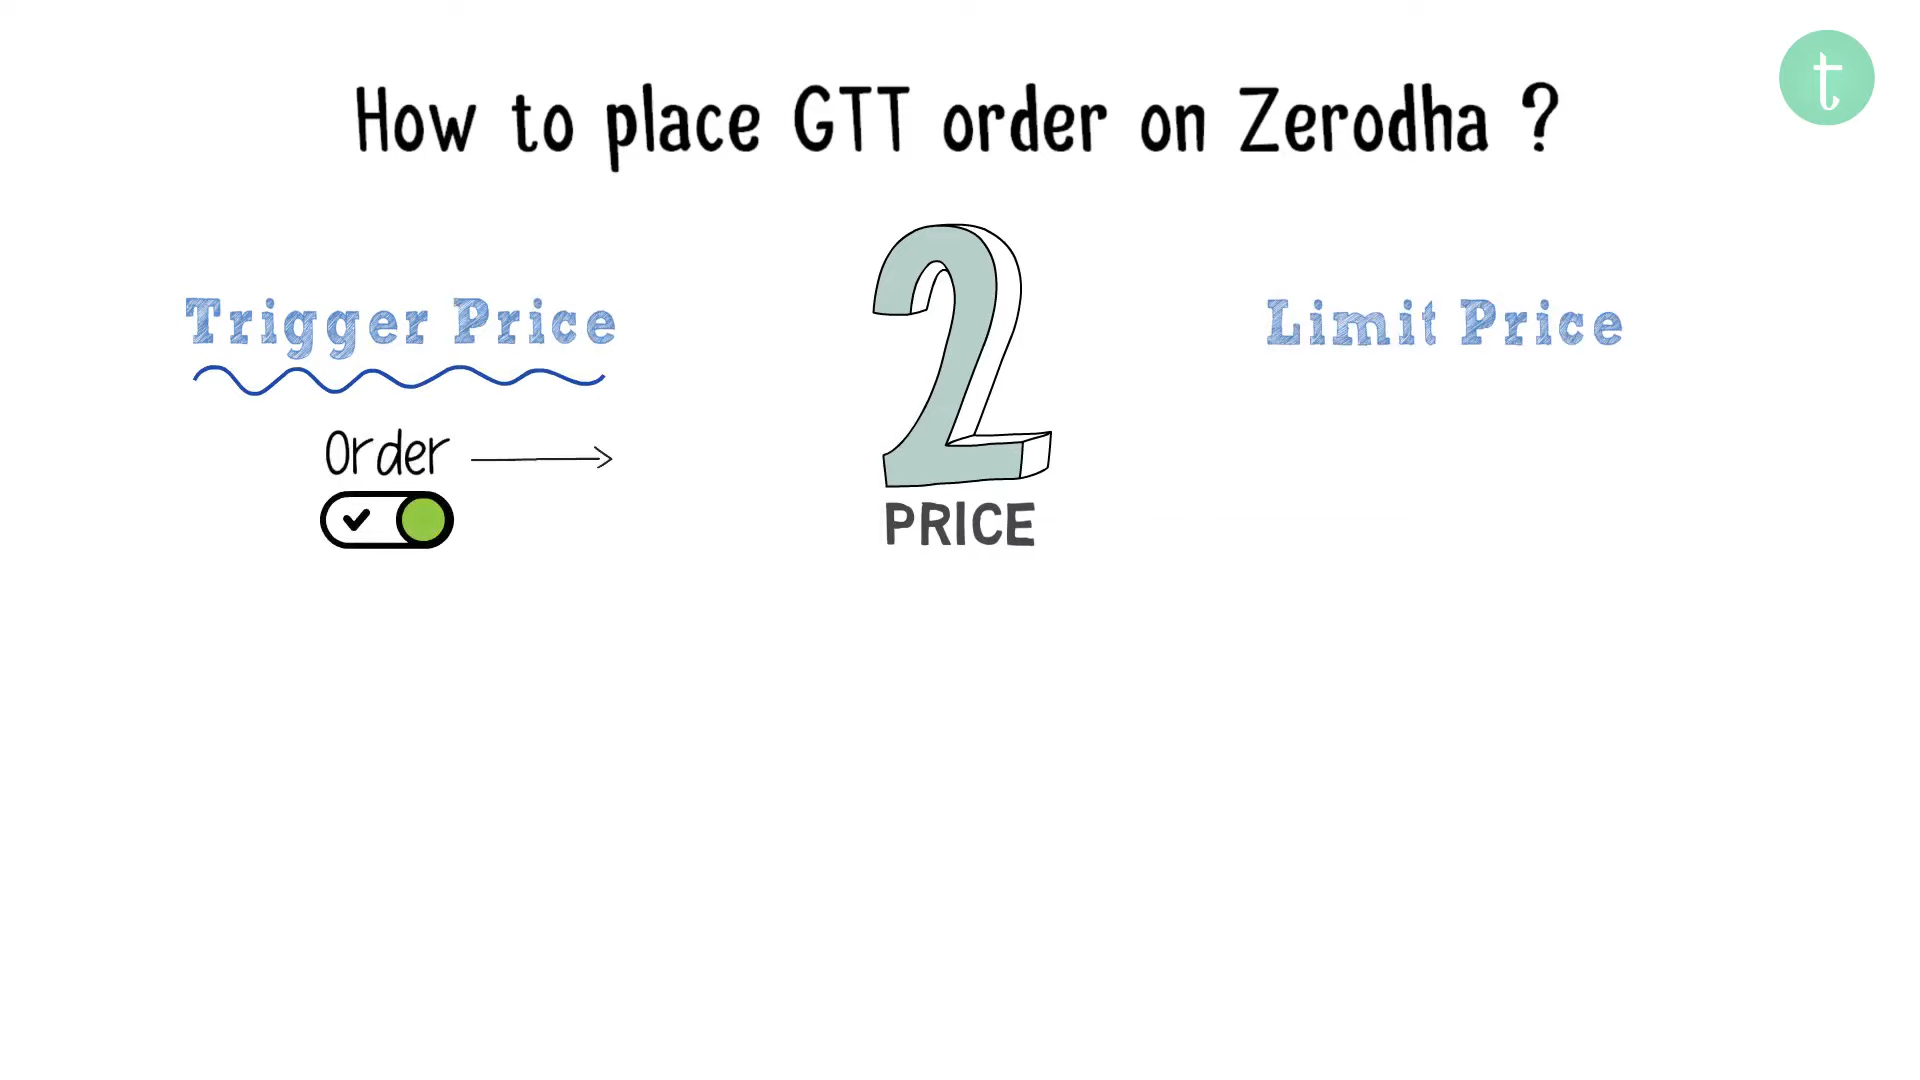 How to place GTT order on Zerodha ?
t
2
Trigger Price
Limit Price
Order
PRICE